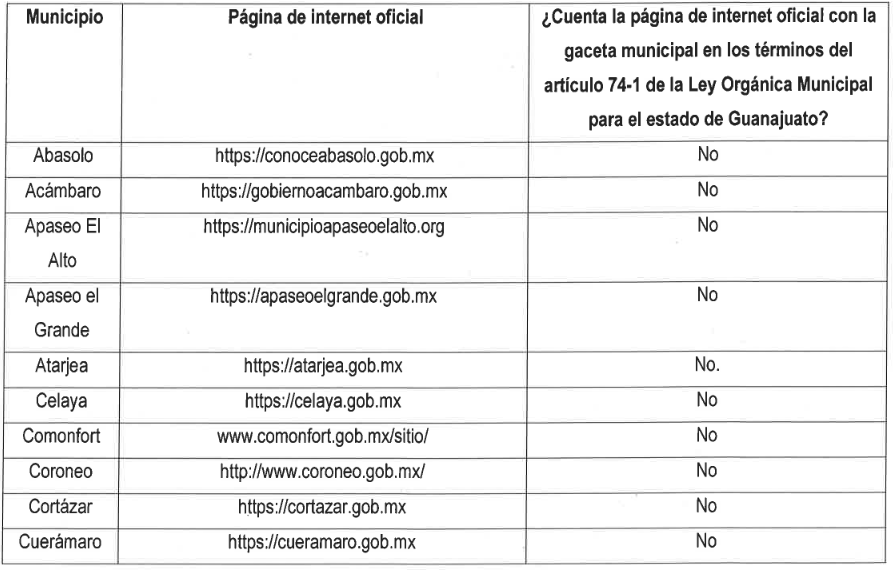 Municipio
Página de internet oficial
¿Cuenta la página de internet oficial con la
gaceta municipal en los términos del
artículo 74-1 de la Ley Orgánica Municipal
para el estado de Guanajuato?
Abasolo
https://conoceabasolo.gob.mx
No
Acámbaro
https://gobiernoacambaro.gob.mx
No
Apaseo El
Alto
https://municipioapaseoelalto.org
No
Apaseo el
Grande
https://apaseoelgrande.gob.mx
No
Atarjea
https://atarjea.gob.mx
No.
Celaya
https://celaya.gob.mx
No
Comonfort
www.comonfort.gob.mx/sitio/
No
Coroneo
http://www.coroneo.gob.mx/
No
Cortázar
https://cortazar.gob.mx
No
Cuerámaro
https://cueramaro.gob.mx
No